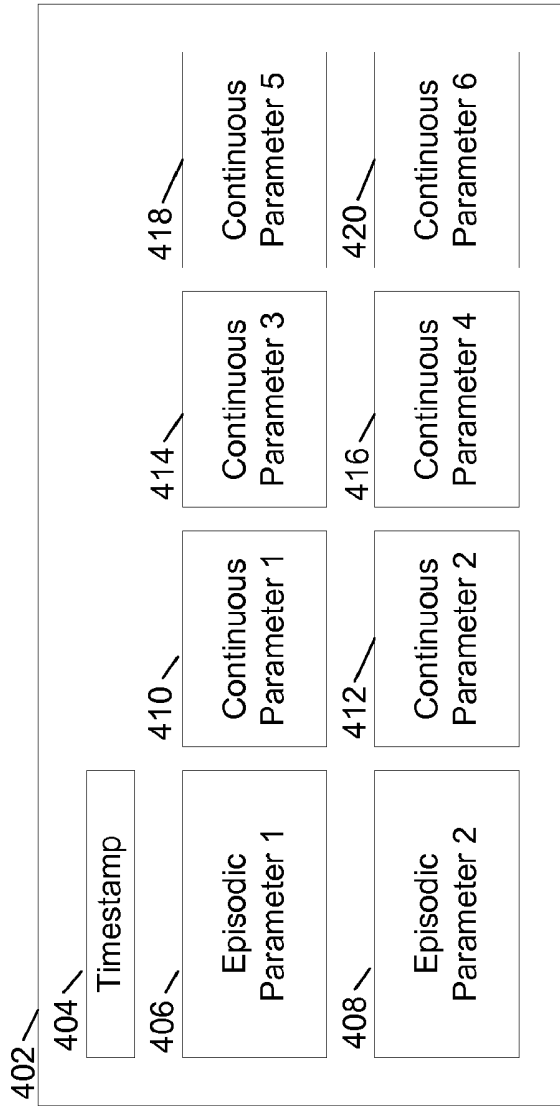 402
404
Timestamp
406
Episodic
Parameter 1
410
Continuous
Parameter 1
414
Continuous
Parameter 3
418
Continuous
Parameter 5
408
Episodic
Parameter 2
412
Continuous
Parameter 2
416
Continuous
Parameter 4
420
Continuous
Parameter 6